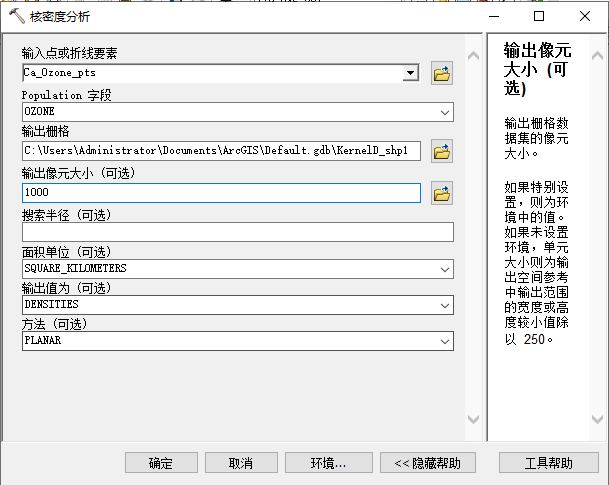 核密度分析
输入点或折线要素
Ca_Ozone_pts
Population 字段
OZONE
输出栅格
C:\Users\Administrator\Documents\ArcGIS\Default.gdb\KernelD_shp1
输出像元大小 (可选)
1000
搜索半径 (可选)
面积单位 (可选)
SQUARE_KILOMETERS
输出值为 (可选)
DENSITIES
方法 (可选)
PLANAR
输出像元
大小 (可
选)
输出栅格数
据集的像元
大小。
如果特别设
置，则为环
境中的值。
如果未设置
环境，单元
大小则为输
出空间参考
中输出范围
的宽度或高
度较小值除
以 250。
确定
取消
环境...
<< 隐藏帮助
工具帮助